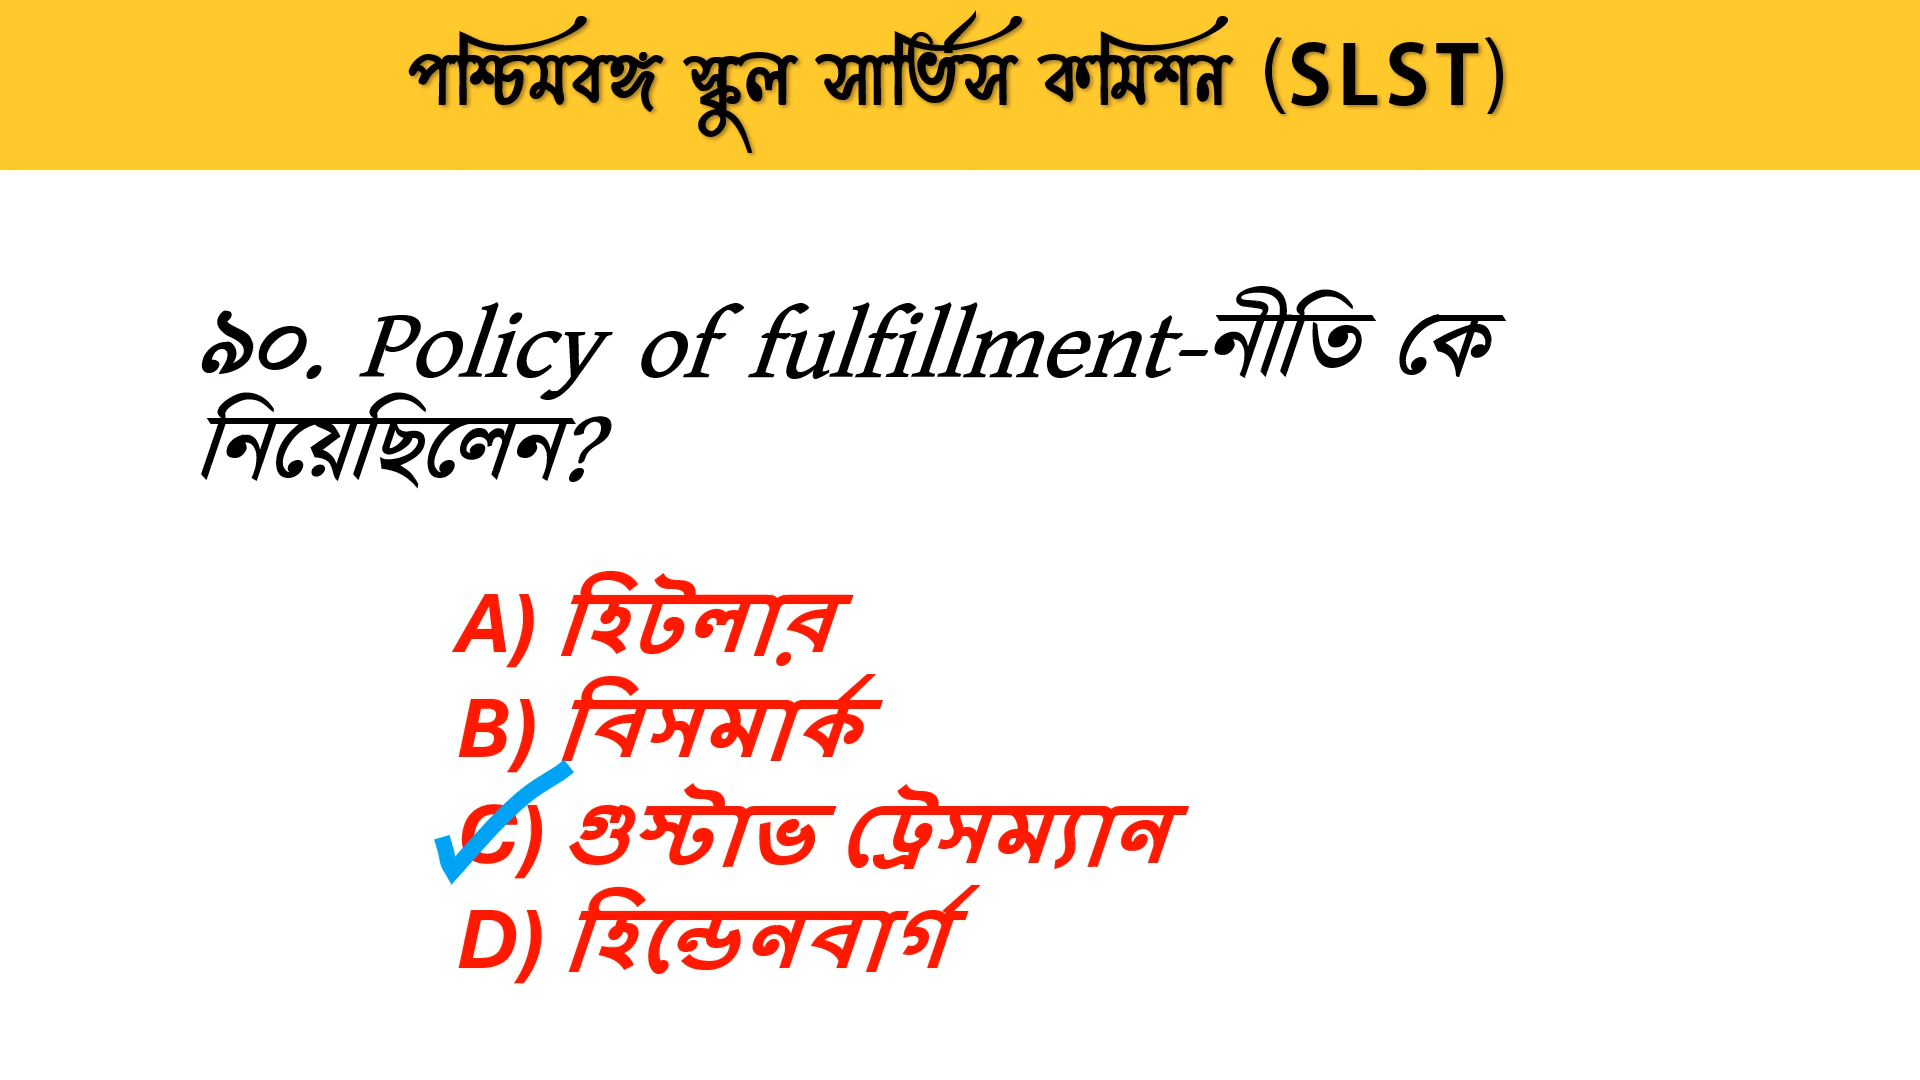 পশ্চিমবঙ্গ স্কুল সার্ভিস কমিশন (SLST)
৯০. Policy of fulfillment-নীতি কে
নিয়েছিলেন?
A) হিটলার
B) বিসমার্ক
C) গুস্টাভ ট্রেসম্যান
D) হিন্ডেনবার্গ